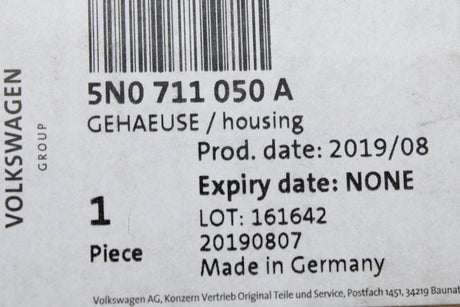 VOLKSWAGEN
GROUP
5N0 711 050 A
GEHAEUSE / housing
Prod. date: 2019/08
Expiry date: NONE
1
Piece
LOT: 161642
20190807
Made in Germany
Volkswagen AG, Konzern Vertrieb Original Teile und Service, Postfach 1451, 34219 Baunat